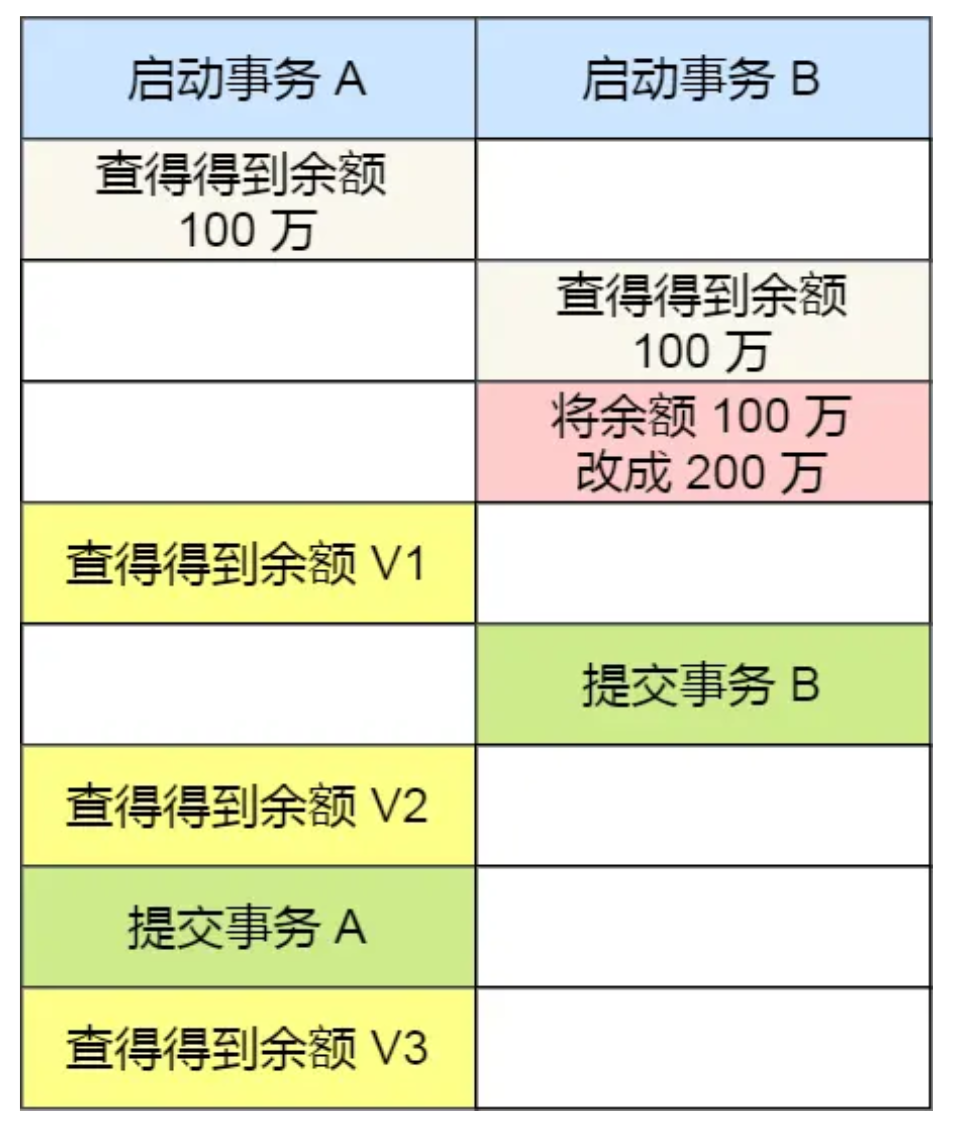 启动事务 A
启动事务 B
查得得到余额
100 万
查得得到余额
100 万
将余额 100 万
改成 200 万
查得得到余额 V1
提交事务 B
查得得到余额 V2
提交事务 A
查得得到余额 V3